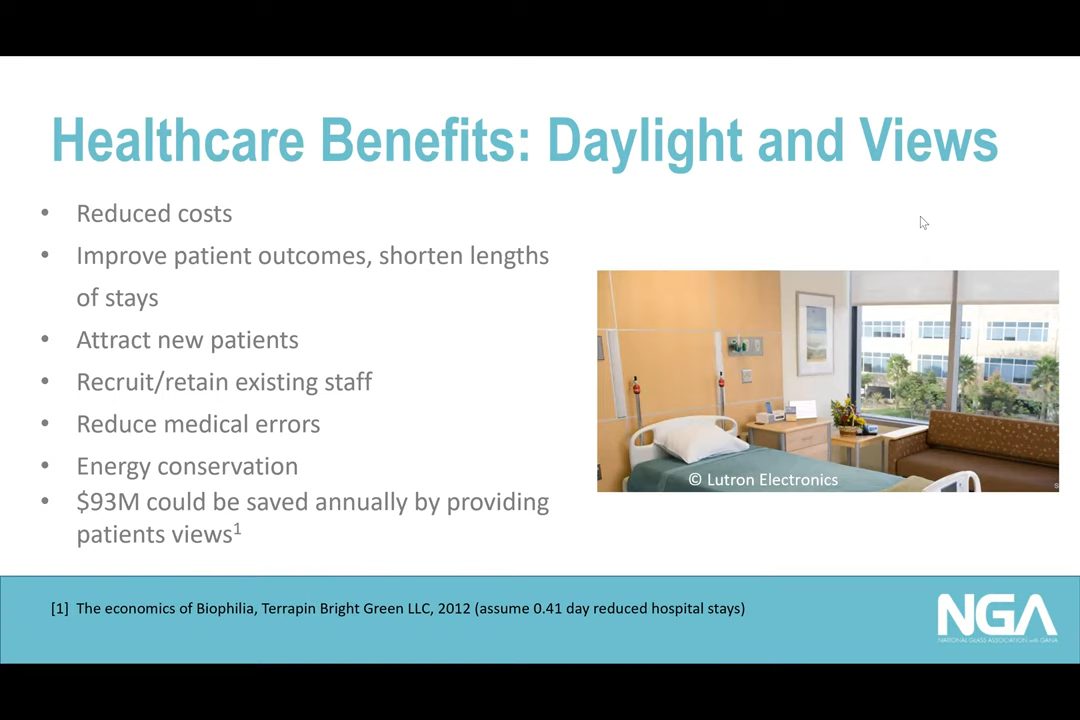 Healthcare Benefits: Daylight and Views
• Reduced costs
• Improve patient outcomes, shorten lengths
of stays
• Attract new patients
• Recruit/retain existing staff
• Reduce medical errors
• Energy conservation
• $93M could be saved annually by providing
patients views¹
© Lutron Electronics
[1] The economics of Biophilia, Terrapin Bright Green LLC, 2012 (assume 0.41 day reduced hospital stays)
NGA
NATIONAL GLASS ASSOCIATION with GANA